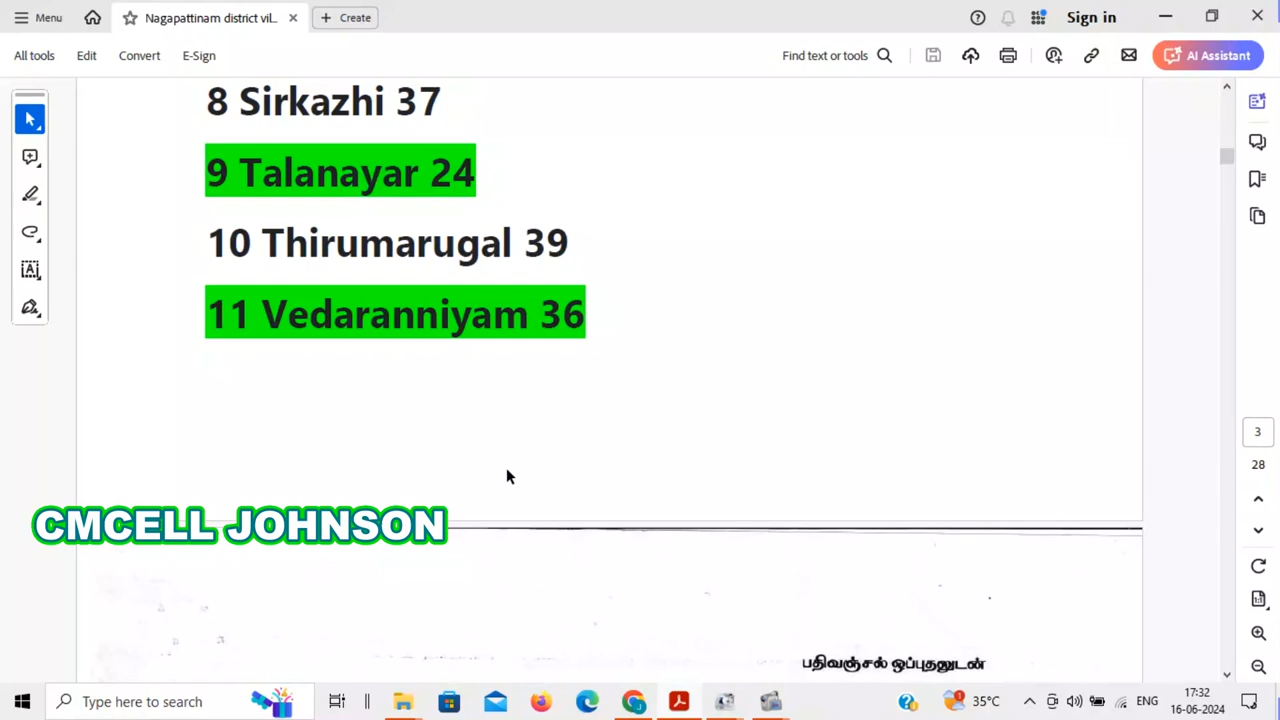 Menu
Nagapattinam district vil...
Create
Sign in
All tools
Edit
Convert
E-Sign
Find text or tools
AI Assistant
8 Sirkazhi 37
9 Talanayar 24
10 Thirumarugal 39
11 Vedaranniyam 36
3
28
CMCELL JOHNSON
பதிவஞ்சல் ஒப்புதலுடன்
Type here to search
35°C
ENG
17:32
16-06-2024